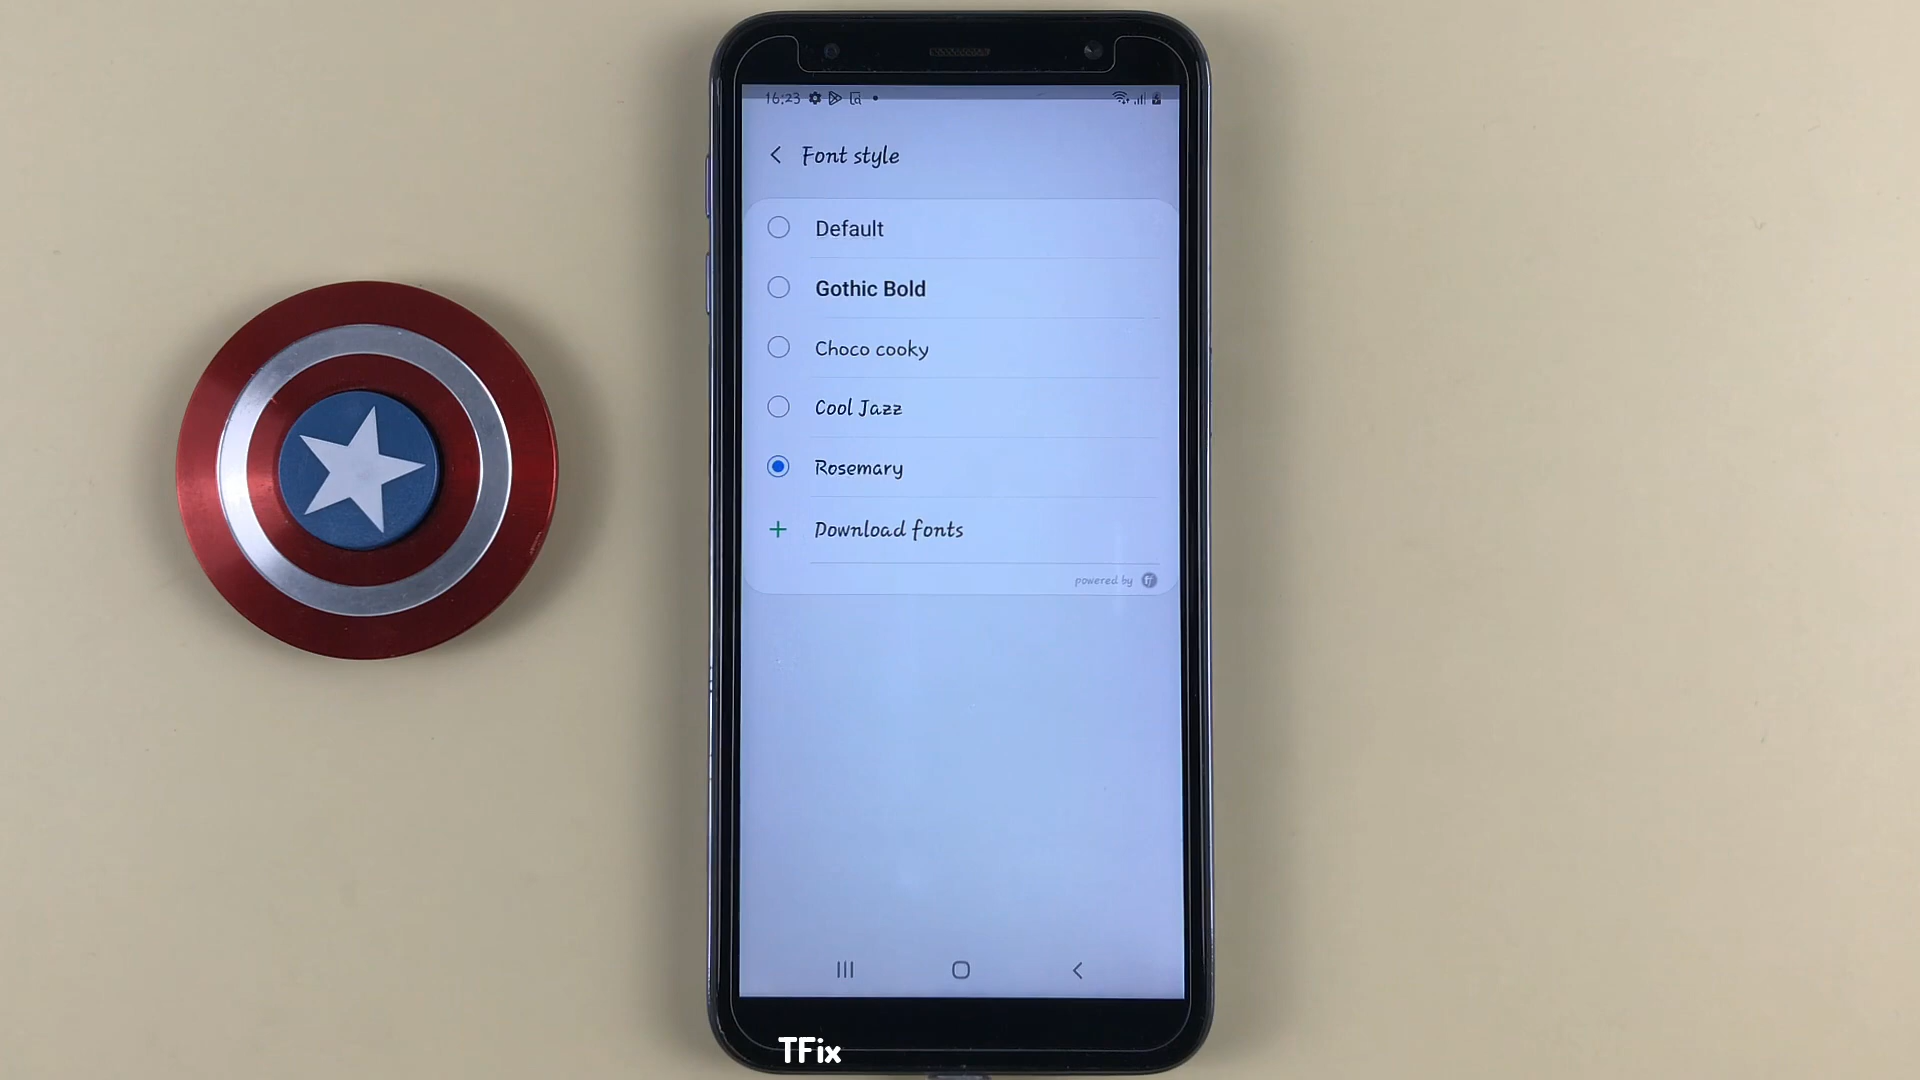 16:23
Font style
Default
Gothic Bold
Choco cooky
Cool Jazz
Rosemary
Download fonts
powered by
TFix